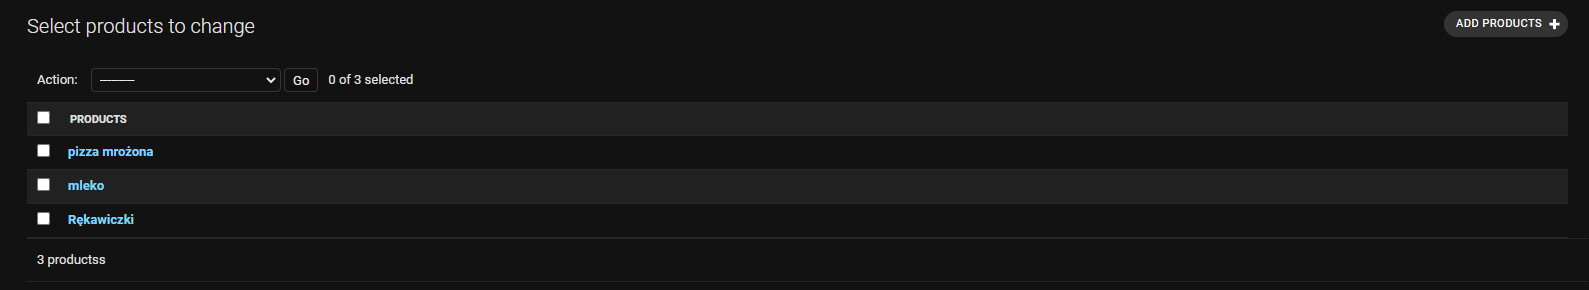 Select products to change
ADD PRODUCTS +
Action: --------- Go 0 of 3 selected
PRODUCTS
pizza mrożona
mleko
Rękawiczki
3 productss